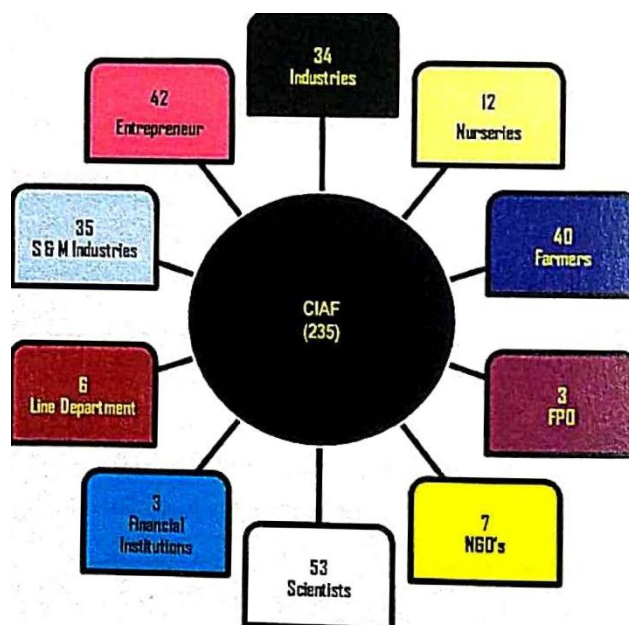 34
Industries
12
Nurseries
40
Farmers
3
FPO
7
NGO's
53
Scientists
3
Financial
Institutions
6
Line Department
35
S & M Industries
42
Entrepreneur
CIAF
(235)